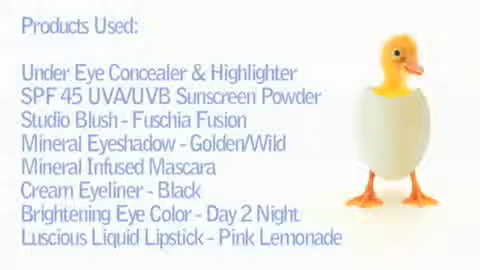 Products Used:
Under Eye Concealer & Highlighter
SPF 45 UVA/UVB Sunscreen Powder
Studio Blush - Fuschia Fusion
Mineral Eyeshadow - Golden/Wild
Mineral Infused Mascara
Cream Eyeliner - Black
Brightening Eye Color - Day 2 Night
Luscious Liquid Lipstick - Pink Lemonade